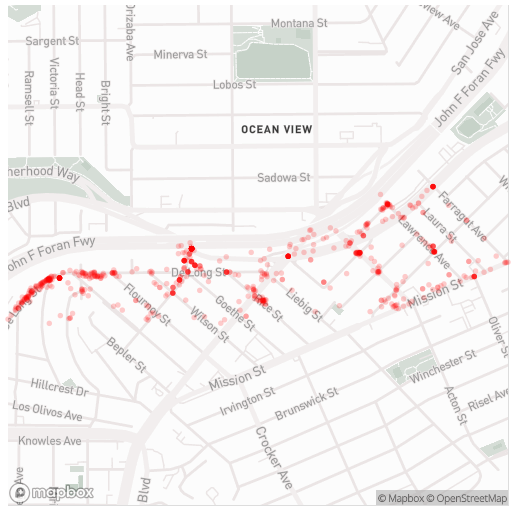 Montana St
Orizaba Ave
Sargent St
Minerva St
San Jose Ave
John F Foran Fwy
Lobos St
Ramsell St
Victoria St
Head St
Bright St
OCEAN VIEW
Sadowa St
Blvd
Farragut Ave
Laura St
Lawrence Ave
John F Foran Fwy
De Long St
Flournoy St
Goethe St
Wilson St
Liebig St
Mission St
Oliver St
Bepler St
Mission St
Winchester St
Hillcrest Dr
Irvington St
Brunswick St
Acton St
Risel Ave
Los Olivos Ave
Knowles Ave
Crocker Ave
Blvd
mapbox
© Mapbox © OpenStreetMap